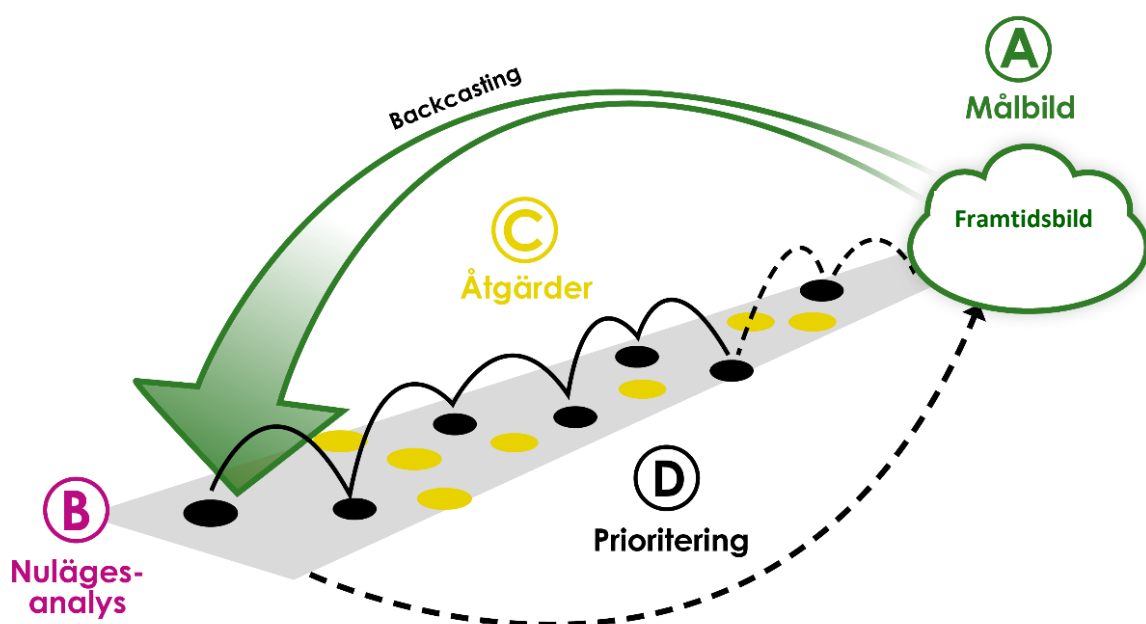 A
Målbild
Backcasting
Framtidsbild
C
Åtgärder
D
Prioritering
B
Nuläges-
analys